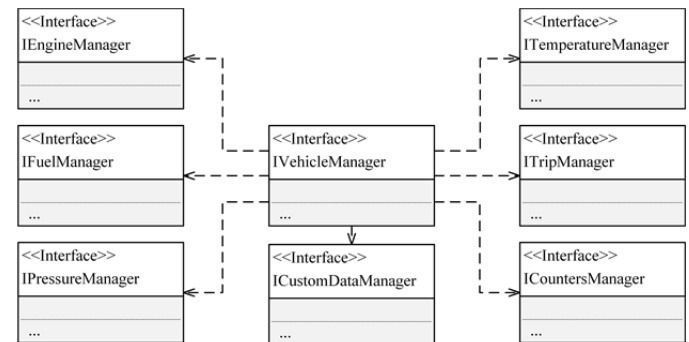 <<Interface>>
IEngineManager
...
<<Interface>>
ITemperatureManager
...
<<Interface>>
IFuelManager
...
<<Interface>>
IVehicleManager
...
<<Interface>>
ITripManager
...
<<Interface>>
IPressureManager
...
<<Interface>>
ICustomDataManager
...
<<Interface>>
ICountersManager
...